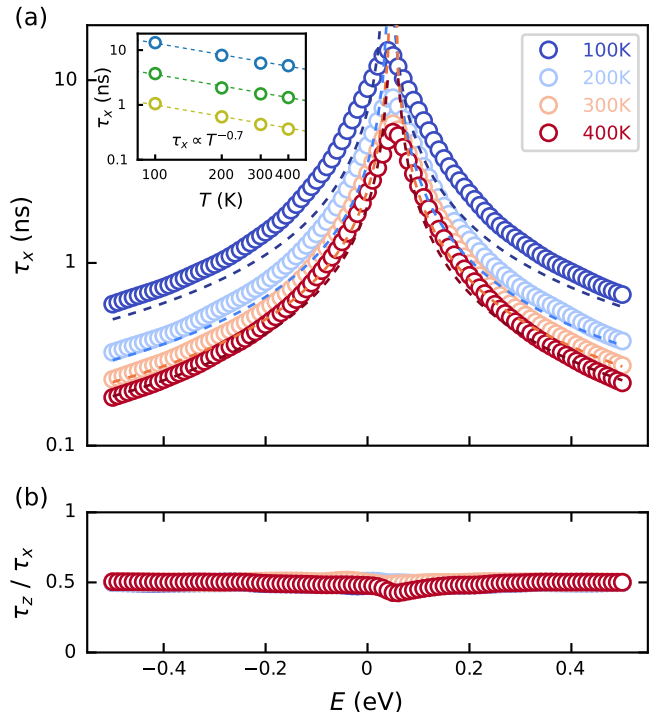 (a)
10
1
0.1
τx (ns)
10
1
0.1
τx (ns)
τx ∝ T−0.7
100 200 300 400
T (K)
100K
200K
300K
400K
(b)
1
0.5
0
τz / τx
−0.4 −0.2 0 0.2 0.4
E (eV)